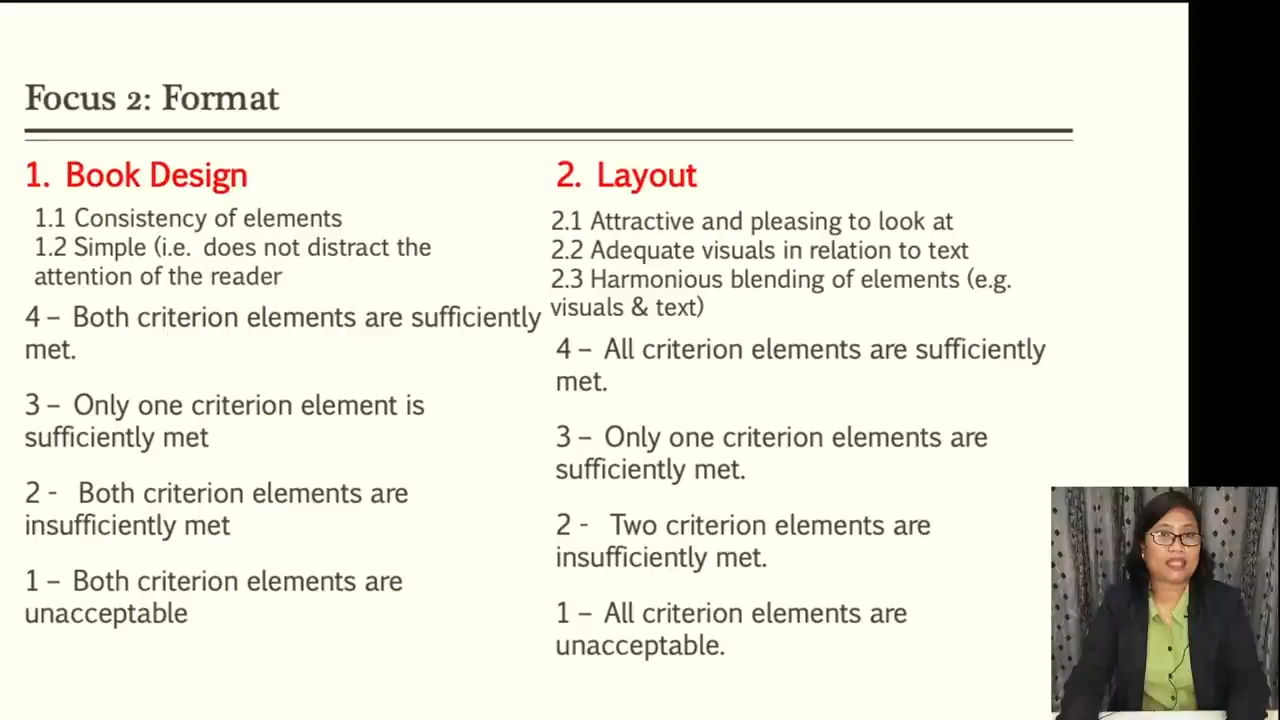 Focus 2: Format
1. Book Design
1.1 Consistency of elements
1.2 Simple (i.e. does not distract the
attention of the reader
4 – Both criterion elements are sufficiently
met.
3 – Only one criterion element is
sufficiently met
2 - Both criterion elements are
insufficiently met
1 – Both criterion elements are
unacceptable
2. Layout
2.1 Attractive and pleasing to look at
2.2 Adequate visuals in relation to text
2.3 Harmonious blending of elements (e.g.
visuals & text)
4 – All criterion elements are sufficiently
met.
3 – Only one criterion elements are
sufficiently met.
2 - Two criterion elements are
insufficiently met.
1 – All criterion elements are
unacceptable.